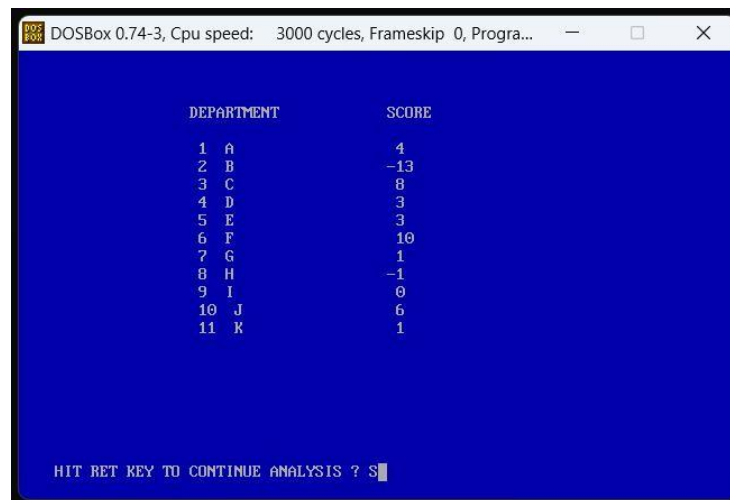 DOS BOX DOSBox 0.74-3, Cpu speed: 3000 cycles, Frameskip 0, Progra...
DEPARTMENT SCORE
1 A 4
2 B -13
3 C 8
4 D 3
5 E 3
6 F 10
7 G 1
8 H -1
9 I 0
10 J 6
11 K 1
HIT RET KEY TO CONTINUE ANALYSIS ? S